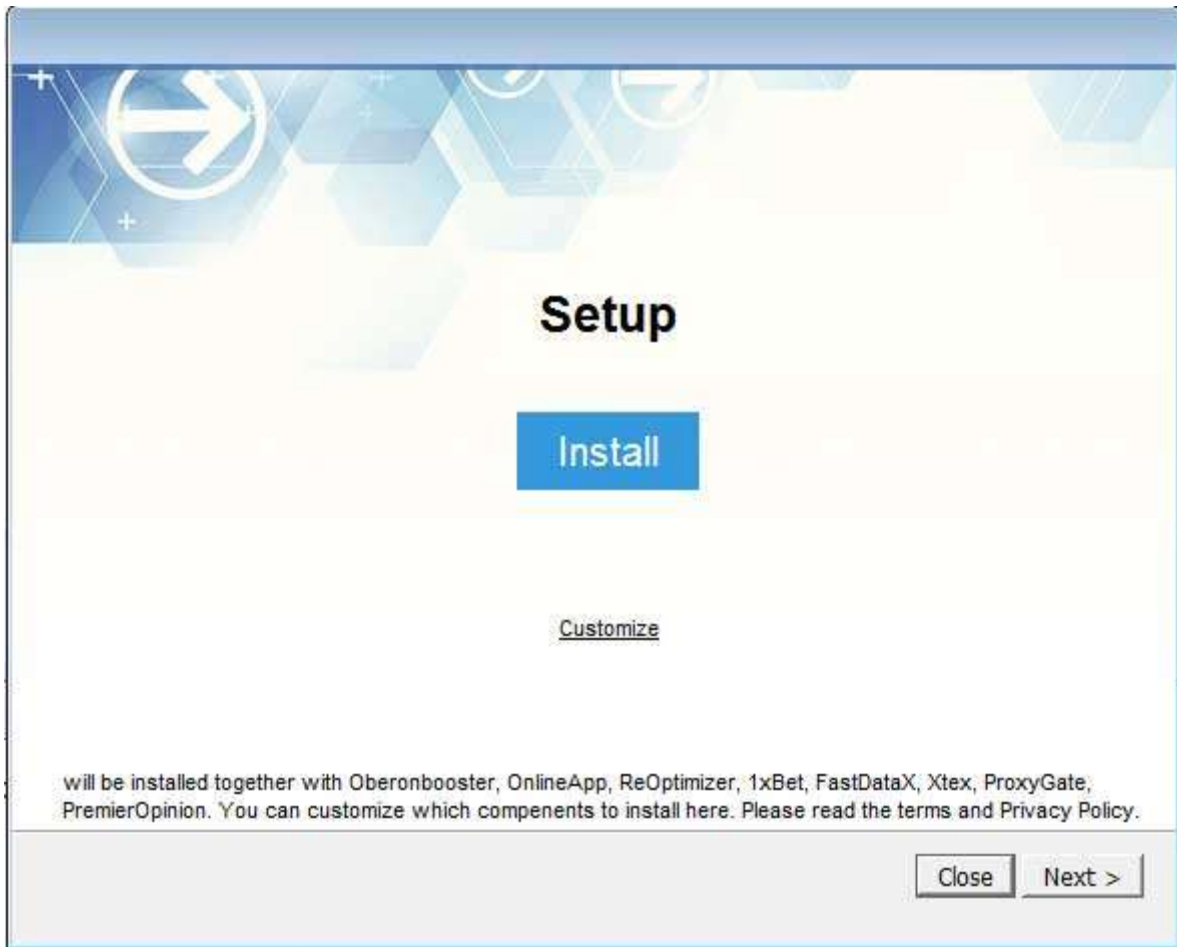 Setup
Install
Customize
will be installed together with Oberonbooster, OnlineApp, ReOptimizer, 1xBet, FastDataX, Xtex, ProxyGate,
PremierOpinion. You can customize which compenents to install here. Please read the terms and Privacy Policy.
Close Next >